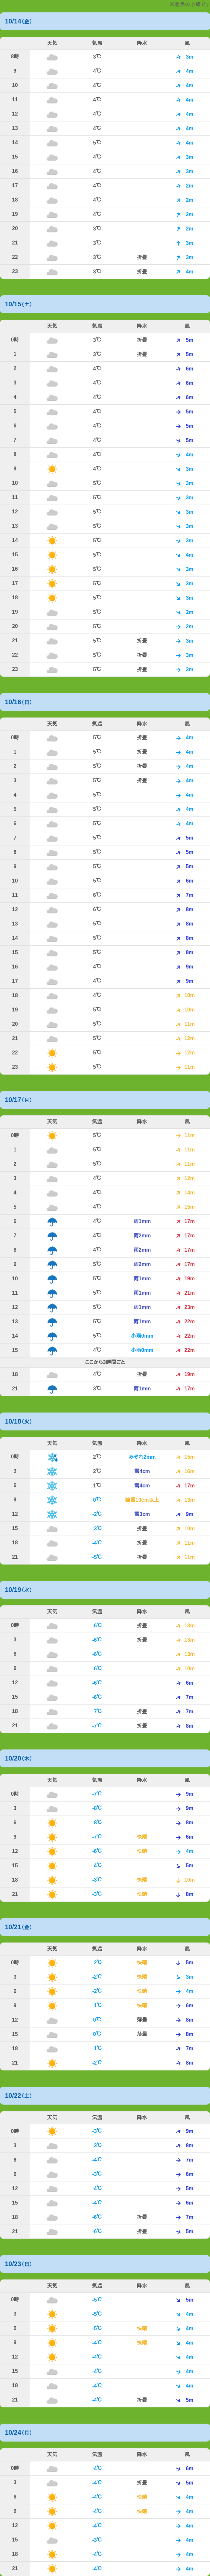 の名前の予報です
10/14(金)
天気 気温 降水 風
8時 3℃ 3m
9 4℃ 4m
10 4℃ 4m
11 4℃ 4m
12 4℃ 4m
13 4℃ 4m
14 5℃ 4m
15 4℃ 3m
16 4℃ 3m
17 4℃ 2m
18 4℃ 2m
19 4℃ 2m
20 3℃ 2m
21 3℃ 3m
22 3℃ 折畳 3m
23 3℃ 折畳 4m
10/15(土)
天気 気温 降水 風
0時 3℃ 折畳 5m
1 3℃ 折畳 5m
2 4℃ 6m
3 4℃ 6m
4 4℃ 6m
5 4℃ 5m
6 4℃ 5m
7 4℃ 5m
8 4℃ 4m
9 4℃ 3m
10 5℃ 3m
11 5℃ 3m
12 5℃ 3m
13 5℃ 3m
14 5℃ 3m
15 5℃ 4m
16 5℃ 3m
17 5℃ 3m
18 5℃ 3m
19 5℃ 2m
20 5℃ 2m
21 5℃ 折畳 3m
22 5℃ 折畳 3m
23 5℃ 折畳 3m
10/16(日)
天気 気温 降水 風
0時 5℃ 折畳 4m
1 5℃ 折畳 4m
2 5℃ 折畳 4m
3 5℃ 折畳 4m
4 5℃ 4m
5 5℃ 4m
6 5℃ 4m
7 5℃ 5m
8 5℃ 5m
9 5℃ 5m
10 5℃ 6m
11 6℃ 7m
12 6℃ 8m
13 5℃ 8m
14 5℃ 8m
15 5℃ 8m
16 4℃ 9m
17 4℃ 9m
18 4℃ 10m
19 5℃ 10m
20 5℃ 11m
21 5℃ 12m
22 5℃ 12m
23 5℃ 11m
10/17(月)
天気 気温 降水 風
0時 5℃ 11m
1 5℃ 11m
2 5℃ 11m
3 4℃ 12m
4 4℃ 14m
5 4℃ 15m
6 4℃ 雨1mm 17m
7 4℃ 雨2mm 17m
8 4℃ 雨2mm 17m
9 5℃ 雨2mm 17m
10 5℃ 雨1mm 19m
11 5℃ 雨1mm 21m
12 5℃ 雨1mm 23m
13 5℃ 雨1mm 22m
14 5℃ 小雨0mm 22m
15 4℃ 小雨0mm 22m
ここから3時間ごと
18 4℃ 折畳 19m
21 3℃ 雨1mm 17m
10/18(火)
天気 気温 降水 風
0時 2℃ みぞれ2mm 15m
3 2℃ 雪4cm 16m
6 1℃ 雪4cm 17m
9 0℃ 強雪10cm以上 13m
12 -2℃ 雪3cm 9m
15 -3℃ 折畳 10m
18 -4℃ 折畳 11m
21 -5℃ 折畳 11m
10/19(水)
天気 気温 降水 風
0時 -6℃ 折畳 13m
3 -6℃ 折畳 13m
6 -6℃ 13m
9 -6℃ 10m
12 -6℃ 6m
15 -6℃ 7m
18 -7℃ 折畳 7m
21 -7℃ 折畳 8m
10/20(木)
天気 気温 降水 風
0時 -7℃ 9m
3 -8℃ 9m
6 -8℃ 8m
9 -7℃ 快晴 6m
12 -6℃ 4m
15 -4℃ 5m
18 -3℃ 快晴 10m
21 -3℃ 快晴 8m
10/21(金)
天気 気温 降水 風
0時 -2℃ 快晴 5m
3 -2℃ 快晴 3m
6 -2℃ 快晴 4m
9 -1℃ 快晴 6m
12 0℃ 薄曇 8m
15 0℃ 薄曇 8m
18 -1℃ 7m
21 -2℃ 8m
10/22(土)
天気 気温 降水 風
0時 -3℃ 9m
3 -3℃ 8m
6 -4℃ 7m
9 -3℃ 6m
12 -4℃ 5m
15 -4℃ 6m
18 -6℃ 折畳 7m
21 -6℃ 折畳 5m
10/23(日)
天気 気温 降水 風
0時 -5℃ 5m
3 -5℃ 4m
6 -5℃ 快晴 4m
9 -4℃ 快晴 4m
12 -4℃ 4m
15 -4℃ 4m
18 -4℃ 4m
21 -4℃ 折畳 5m
10/24(月)
天気 気温 降水 風
0時 -4℃ 6m
3 -4℃ 折畳 5m
6 -4℃ 快晴 4m
9 -4℃ 快晴 4m
12 -4℃ 4m
15 -3℃ 4m
18 -4℃ 4m
21 -4℃ 4m